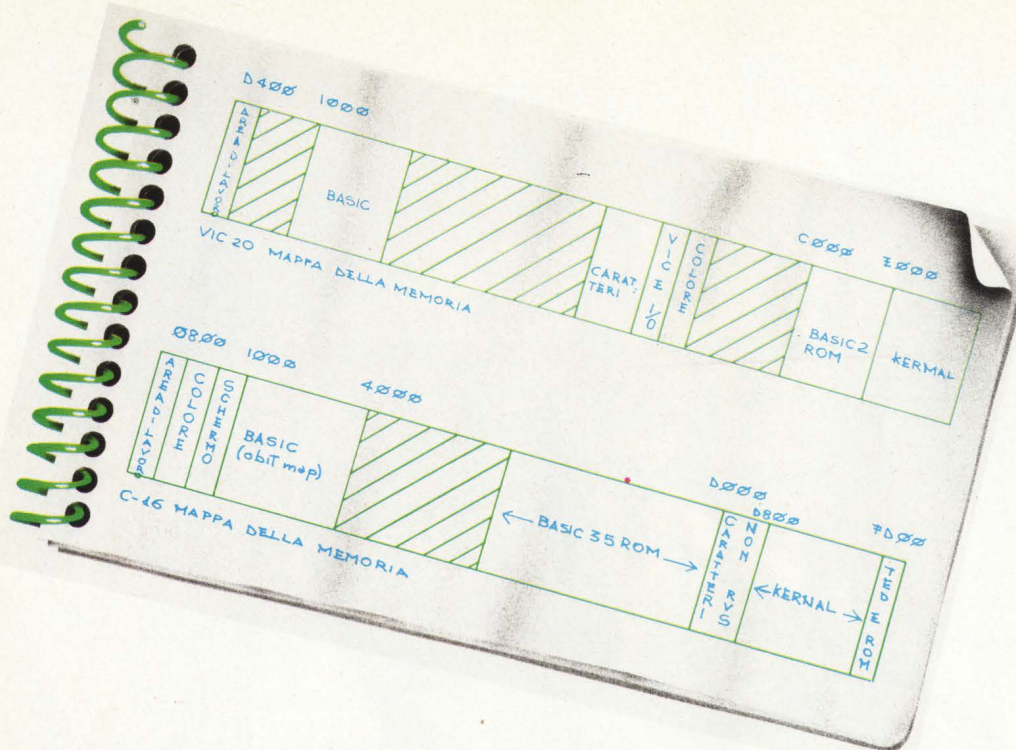 D4ØØ 1ØØØ
AREA DI LAVORO
BASIC
CARAT-
TERI
VIC E I/O
COLORE
CØØØ EØØØ
BASIC 2
ROM
KERMAL
VIC 20 MAPPA DELLA MEMORIA
Ø8ØØ 1ØØØ 4ØØØ
AREA DI LAVORO
COLORE
SCHERMO
BASIC
(o bit map)
BASIC 35 ROM
DØØØ
D8ØØ
FDØØ
CARATTERI
NON RVS
KERNAL
TED E ROM
C-16 MAPPA DELLA MEMORIA